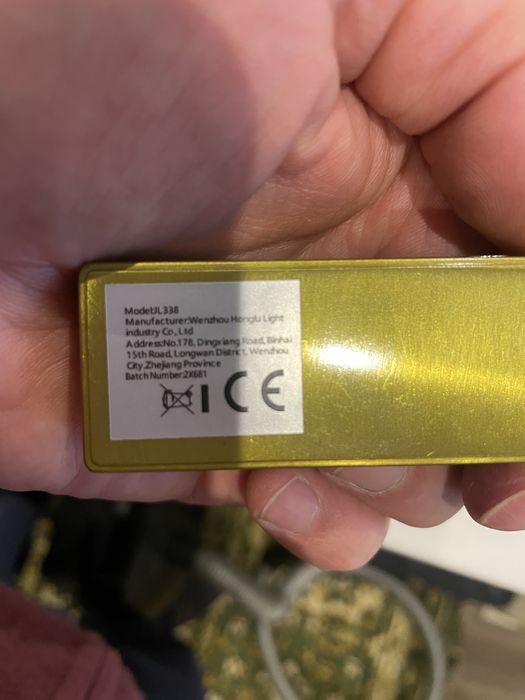 Model:JL338
Manufacturer:Wenzhou Honglu Light
industry Co,.Ltd
Address:No.178, Dingxiang Road, Binhai
15th Road, Longwan District, Wenzhou
City.Zhejiang Province
Batch Number:2X681
CE